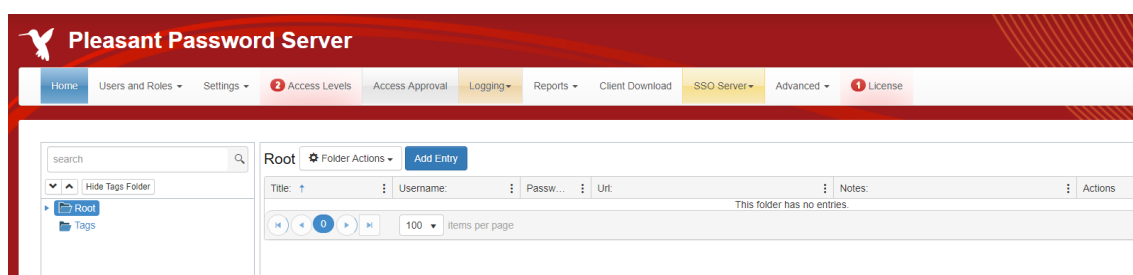 Pleasant Password Server
Home Users and Roles Settings 2 Access Levels Access Approval Logging Reports Client Download SSO Server Advanced 1 License
search
Root Folder Actions Add Entry
Hide Tags Folder
Title: Username: Passw... Url: Notes: Actions
Root
This folder has no entries.
Tags
0 100 items per page